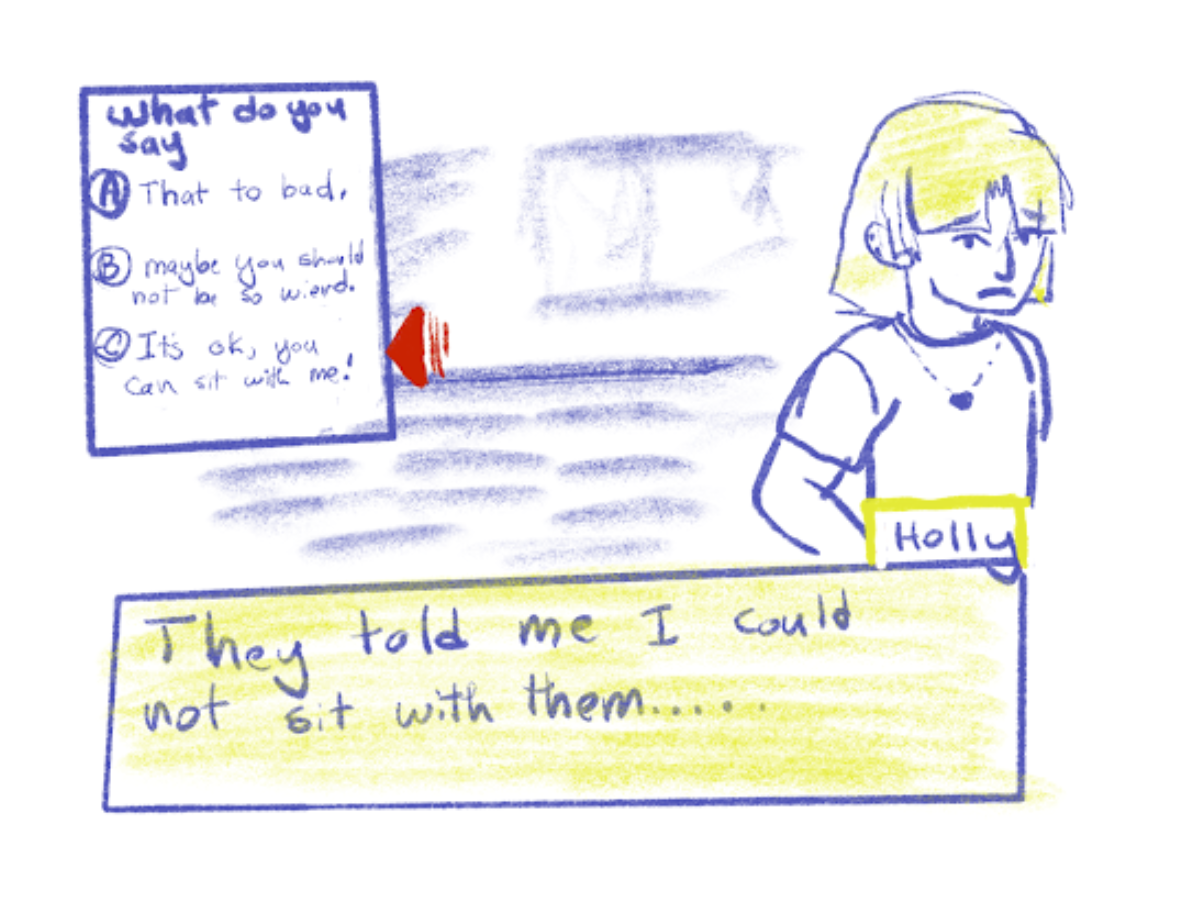 What do you
say
A That to bad.
B maybe you should
not be so wierd.
C It's ok, you
can sit with me!
Holly
They told me I could
not sit with them.....